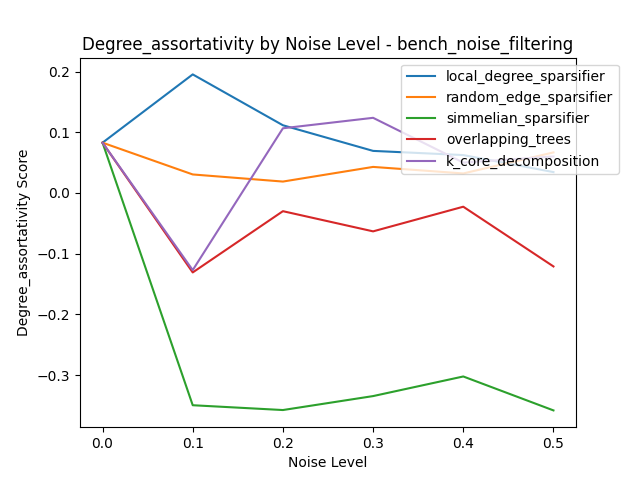 Degree_assortativity by Noise Level - bench_noise_filtering
local_degree_sparsifier
random_edge_sparsifier
simmelian_sparsifier
overlapping_trees
k_core_decomposition
Degree_assortativity Score
0.2
0.1
0.0
−0.1
−0.2
−0.3
0.0 0.1 0.2 0.3 0.4 0.5
Noise Level